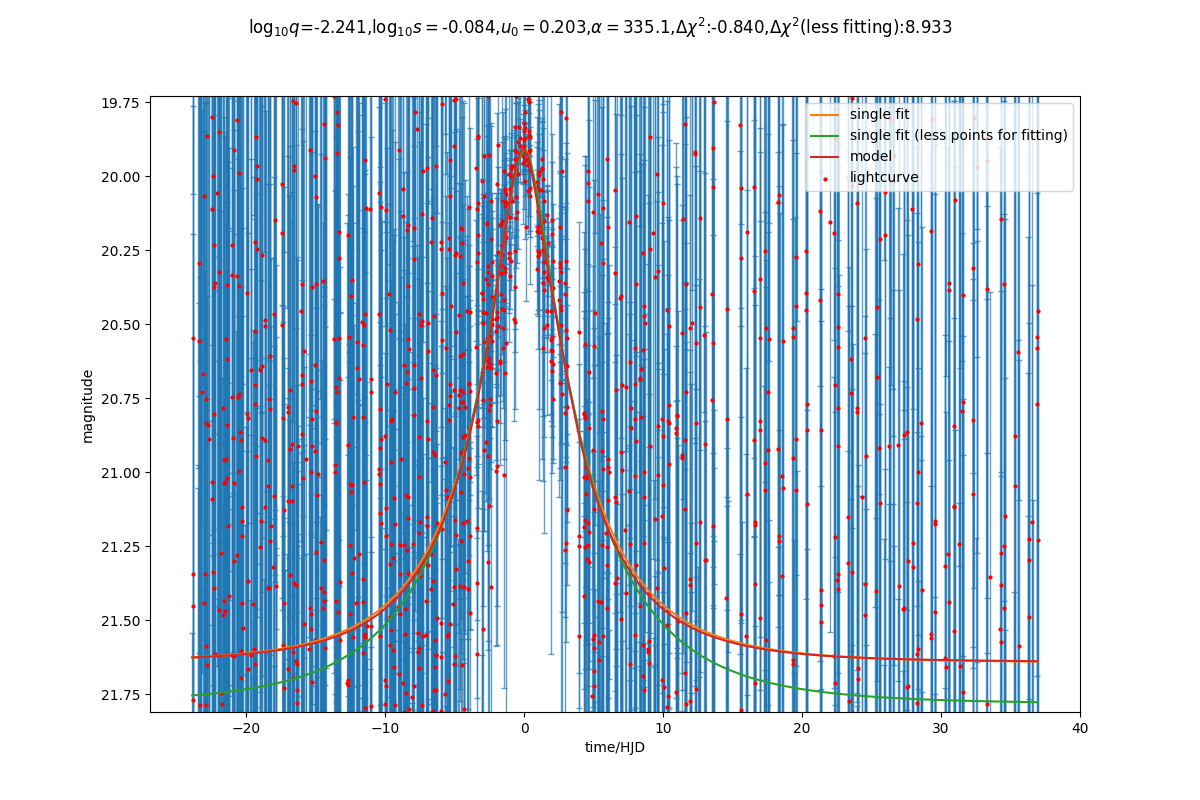 log₁₀q=-2.241,log₁₀s = -0.084,u₀ = 0.203,α = 335.1,Δχ²:-0.840,Δχ²(less fitting):8.933
19.75
20.00
20.25
20.50
20.75
21.00
21.25
21.50
21.75
magnitude
single fit
single fit (less points for fitting)
model
lightcurve
−20
−10
0
10
20
30
40
time/HJD